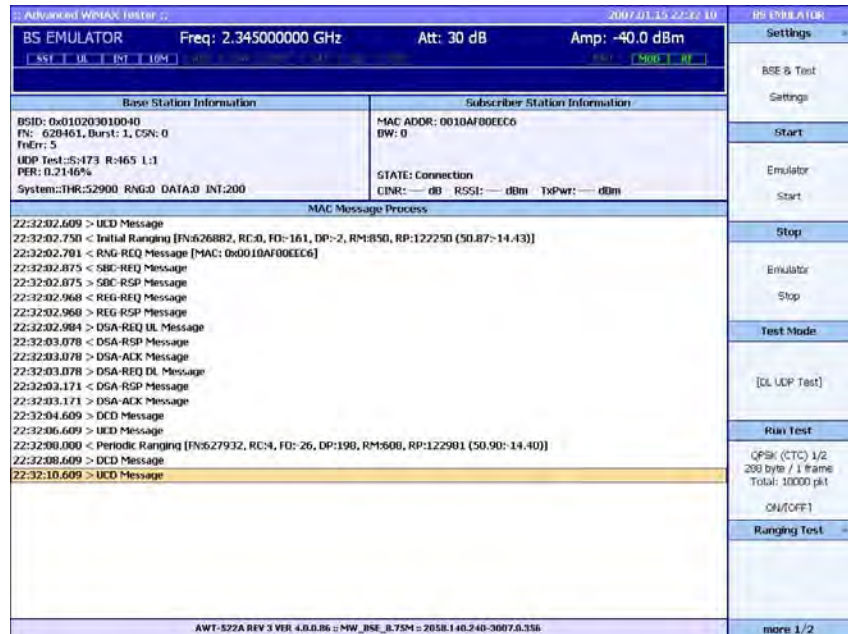 :: Advanced WiMAX Tester ::
2007.01.15 22:32:10
BS EMULATOR
BS EMULATOR
Freq: 2.345000000 GHz
Att: 30 dB
Amp: -40.0 dBm
SST UL INT 10M
MOD RF
Base Station Information
Subscriber Station Information
BSID: 0x010203010040
FN: 628461, Burst: 1, CSN: 0
FnErr: 5
UDP Test::S:473 R:465 L:1
PER: 0.2146%
System::THR:52900 RNG:0 DATA:0 INT:200
MAC ADDR: 0010AF00EEC6
BW: 0
STATE: Connection
CINR: --- dB RSSI: --- dBm TxPwr: --- dBm
MAC Message Process
22:32:02.609 > UCD Message
22:32:02.750 < Initial Ranging [FN:626882, RC:0, FO:-161, DP:-2, RM:850, RP:122250 (50.87:-14.43)]
22:32:02.781 < RNG-REQ Message [MAC: 0x0010AF00EEC6]
22:32:02.875 < SBC-REQ Message
22:32:02.875 > SBC-RSP Message
22:32:02.968 < REG-REQ Message
22:32:02.968 > REG-RSP Message
22:32:02.984 > DSA-REQ UL Message
22:32:03.078 < DSA-RSP Message
22:32:03.078 > DSA-ACK Message
22:32:03.078 > DSA-REQ DL Message
22:32:03.171 < DSA-RSP Message
22:32:03.171 > DSA-ACK Message
22:32:04.609 > DCD Message
22:32:06.609 > UCD Message
22:32:08.000 < Periodic Ranging [FN:627932, RC:4, FO:-26, DP:198, RM:608, RP:122981 (50.90:-14.40)]
22:32:08.609 > DCD Message
22:32:10.609 > UCD Message
AWT-522A REV 3 VER 4.0.0.86 :: MW_BSE_8.75M :: 2058.140.240-3007.0.356
Settings
BSE & Test
Settings
Start
Emulator
Start
Stop
Emulator
Stop
Test Mode
[DL UDP Test]
Run Test
QPSK (CTC) 1/2
288 byte / 1 frame
Total: 10000 pkt
ON/[OFF]
Ranging Test
more 1/2